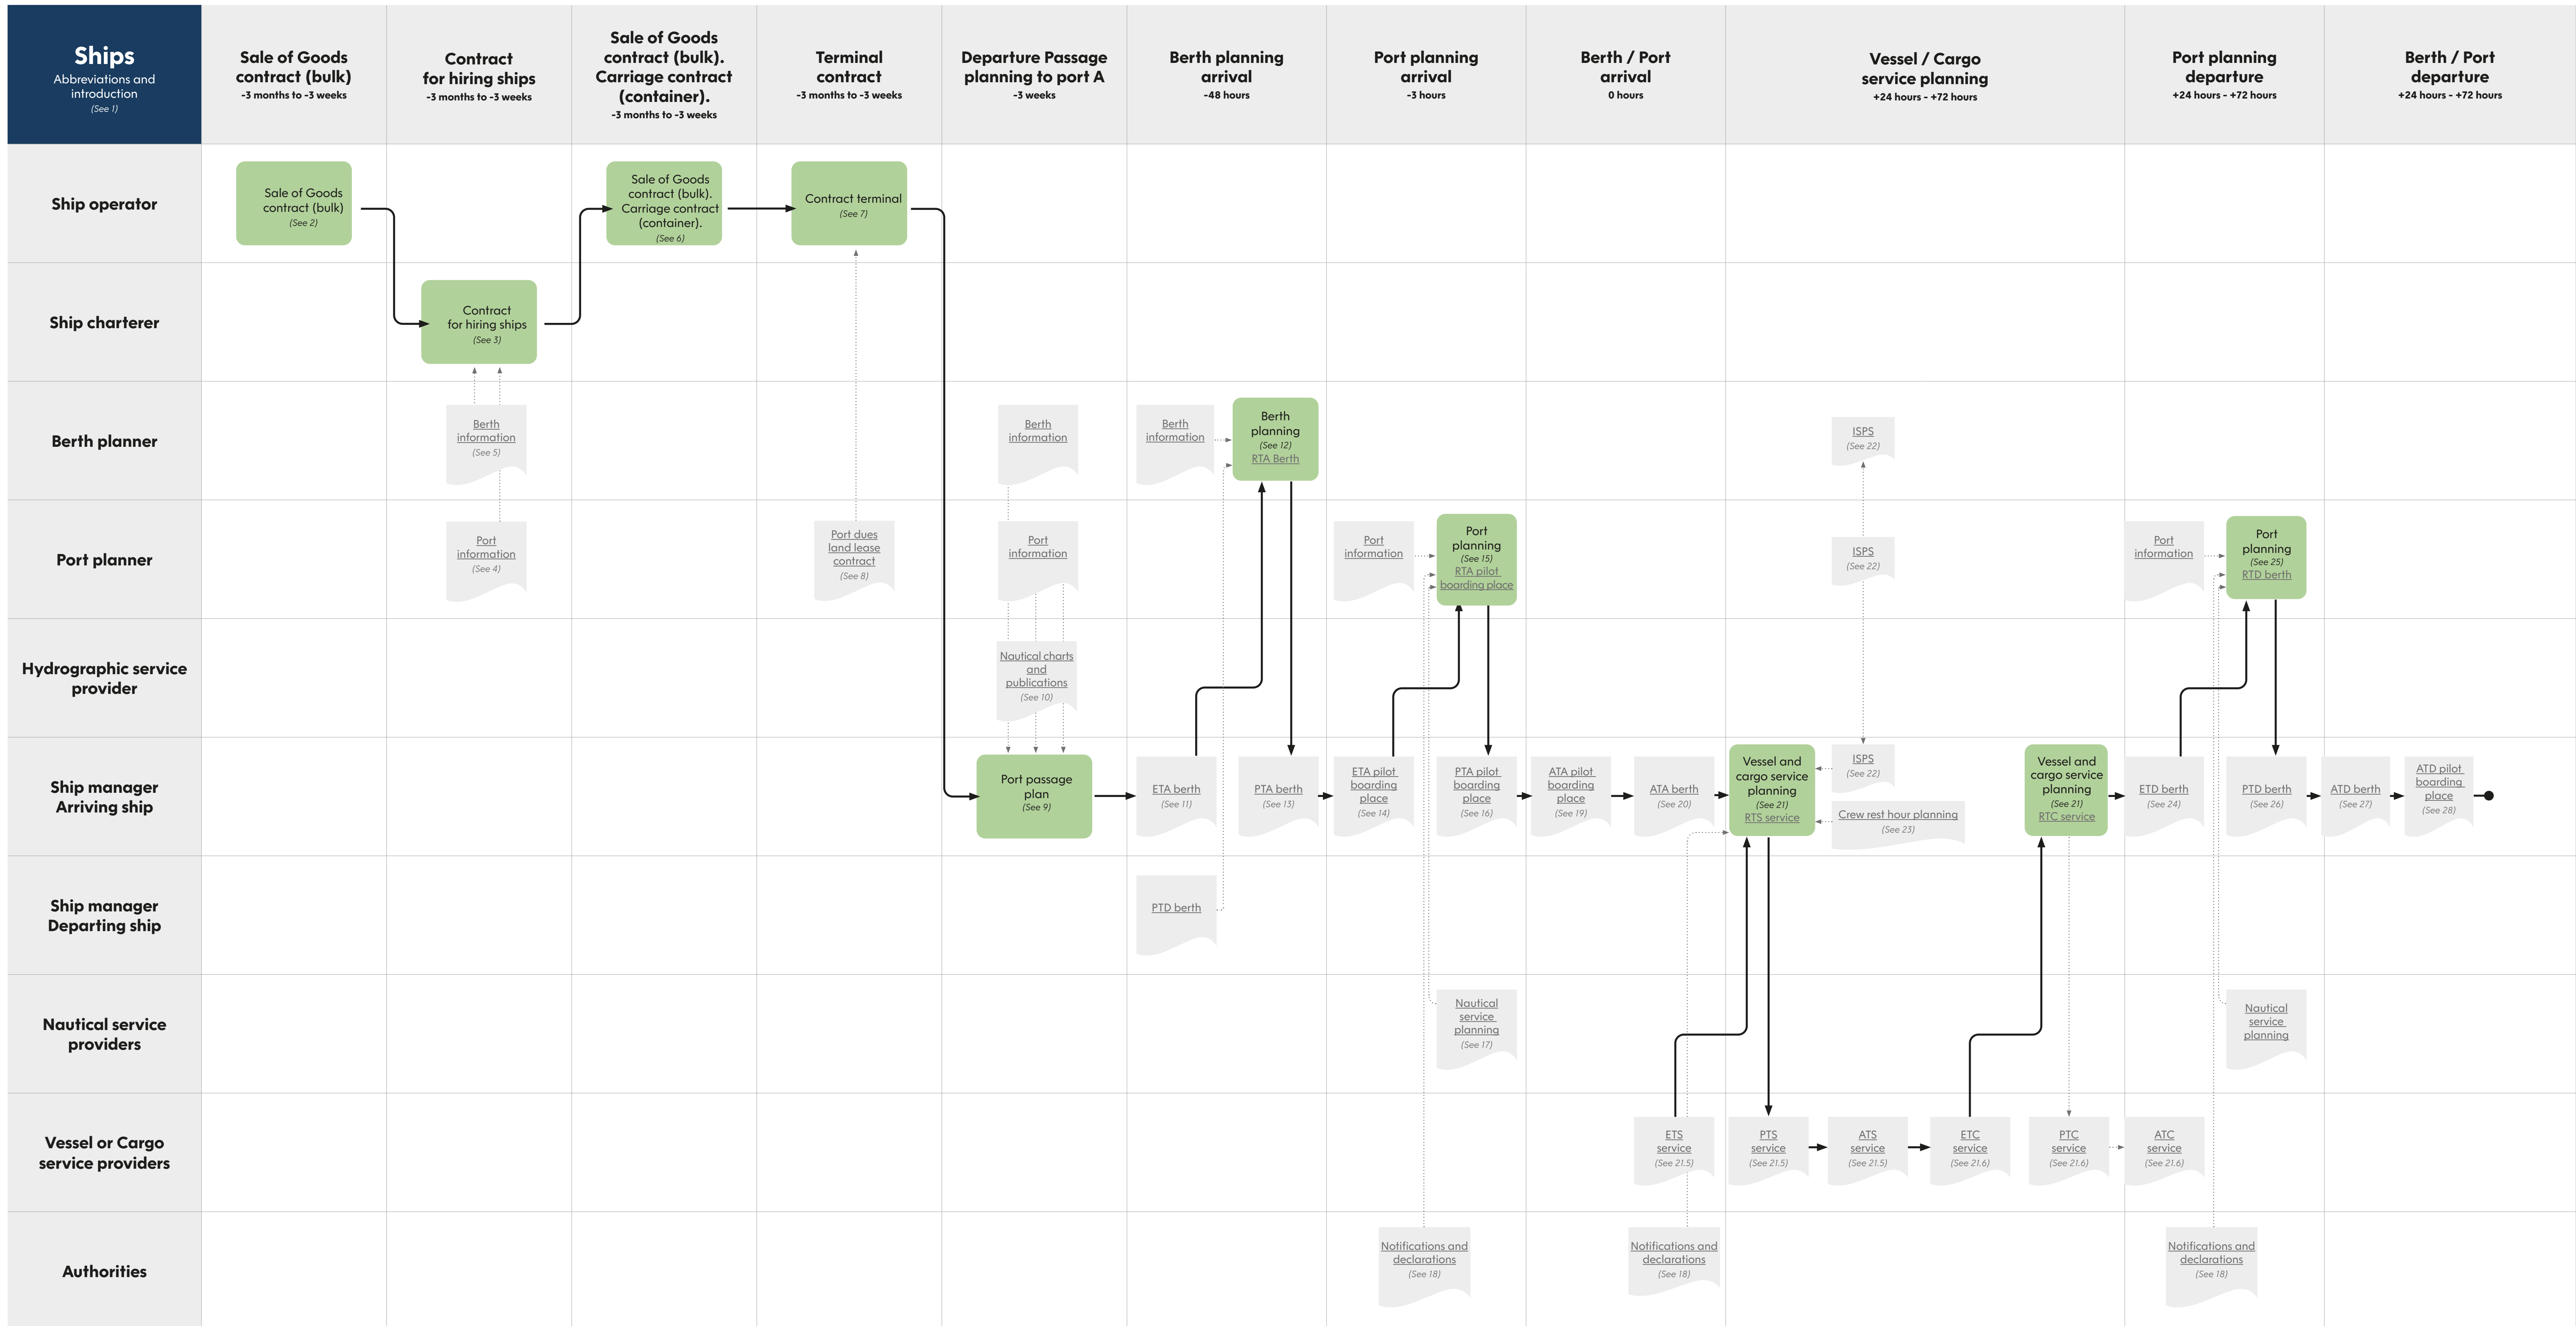 Ships
Abbreviations and
introduction
(See 1)
Sale of Goods
contract (bulk)
-3 months to -3 weeks
Contract
for hiring ships
-3 months to -3 weeks
Sale of Goods
contract (bulk).
Carriage contract
(container).
-3 months to -3 weeks
Terminal
contract
-3 months to -3 weeks
Departure Passage
planning to port A
-3 weeks
Berth planning
arrival
-48 hours
Port planning
arrival
-3 hours
Berth / Port
arrival
0 hours
Vessel / Cargo
service planning
+24 hours - +72 hours
Port planning
departure
+24 hours - +72 hours
Berth / Port
departure
+24 hours - +72 hours
Ship operator
Sale of Goods
contract (bulk)
(See 2)
Sale of Goods
contract (bulk).
Carriage contract
(container).
(See 6)
Contract terminal
(See 7)
Ship charterer
Contract
for hiring ships
(See 3)
Berth planner
Berth
information
(See 5)
Berth
information
Berth
information
Berth
planning
(See 12)
RTA Berth
ISPS
(See 22)
Port planner
Port
information
(See 4)
Port dues
land lease
contract
(See 8)
Port
information
Port
information
Port
planning
(See 15)
RTA pilot
boarding place
ISPS
(See 22)
Port
information
Port
planning
(See 25)
RTD berth
Hydrographic service
provider
Nautical charts
and
publications
(See 10)
Ship manager
Arriving ship
Port passage
plan
(See 9)
ETA berth
(See 11)
PTA berth
(See 13)
ETA pilot
boarding
place
(See 14)
PTA pilot
boarding
place
(See 16)
ATA pilot
boarding
place
(See 19)
ATA berth
(See 20)
Vessel and
cargo service
planning
(See 21)
RTS service
ISPS
(See 22)
Crew rest hour planning
(See 23)
Vessel and
cargo service
planning
(See 21)
RTC service
ETD berth
(See 24)
PTD berth
(See 26)
ATD berth
(See 27)
ATD pilot
boarding
place
(See 28)
Ship manager
Departing ship
PTD berth
Nautical service
providers
Nautical
service
planning
(See 17)
Nautical
service
planning
Vessel or Cargo
service providers
ETS
service
(See 21.5)
PTS
service
(See 21.5)
ATS
service
(See 21.5)
ETC
service
(See 21.6)
PTC
service
(See 21.6)
ATC
service
(See 21.6)
Authorities
Notifications and
declarations
(See 18)
Notifications and
declarations
(See 18)
Notifications and
declarations
(See 18)